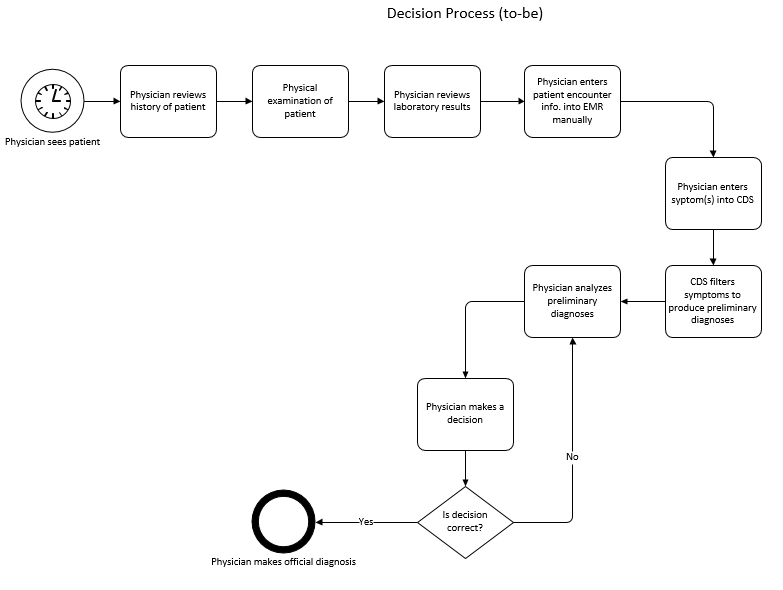 Decision Process (to-be)
Physician sees patient
Physician reviews
history of patient
Physical
examination of
patient
Physician reviews
laboratory results
Physician enters
patient encounter
info. into EMR
manually
Physician enters
syptom(s) into CDS
CDS filters
symptoms to
produce preliminary
diagnoses
Physician analyzes
preliminary
diagnoses
Physician makes a
decision
Is decision
correct?
No
Yes
Physician makes official diagnosis